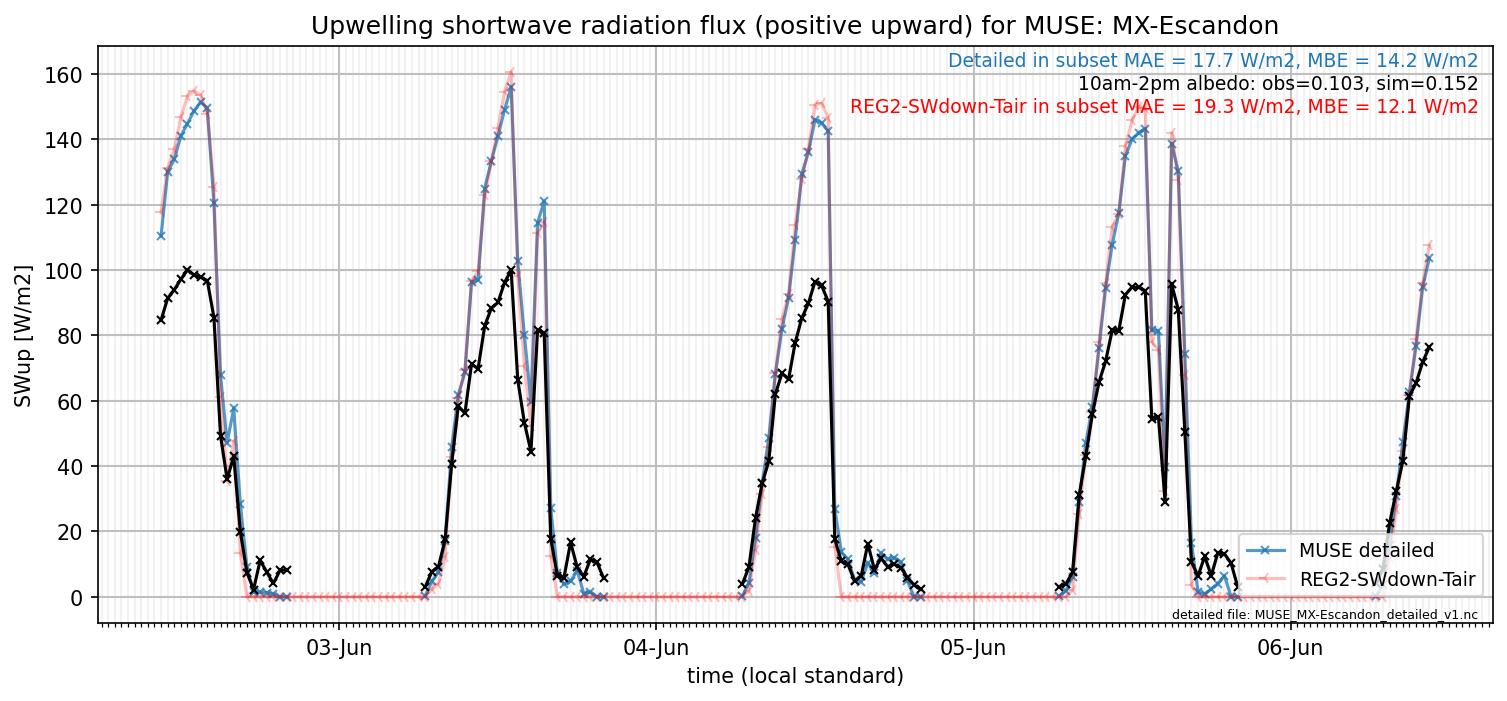 Upwelling shortwave radiation flux (positive upward) for MUSE: MX-Escandon
Detailed in subset MAE = 17.7 W/m2, MBE = 14.2 W/m2
10am-2pm albedo: obs=0.103, sim=0.152
REG2-SWdown-Tair in subset MAE = 19.3 W/m2, MBE = 12.1 W/m2
SWup [W/m2]
160
140
120
100
80
60
40
20
0
MUSE detailed
REG2-SWdown-Tair
detailed file: MUSE_MX-Escandon_detailed_v1.nc
03-Jun
04-Jun
05-Jun
06-Jun
time (local standard)